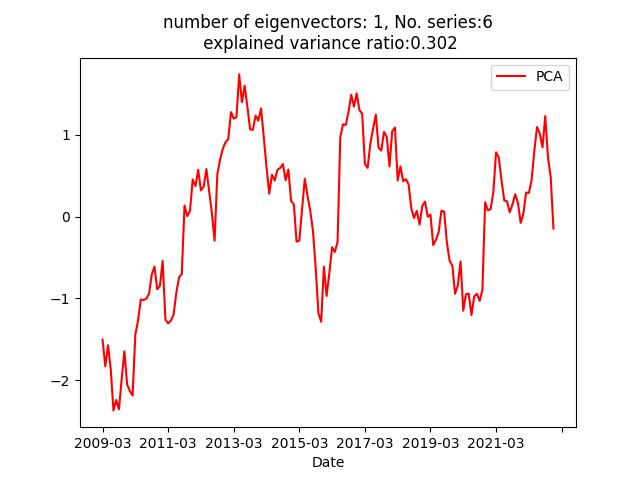 number of eigenvectors: 1, No. series:6
explained variance ratio:0.302
PCA
1
0
−1
−2
2009-03 2011-03 2013-03 2015-03 2017-03 2019-03 2021-03
Date